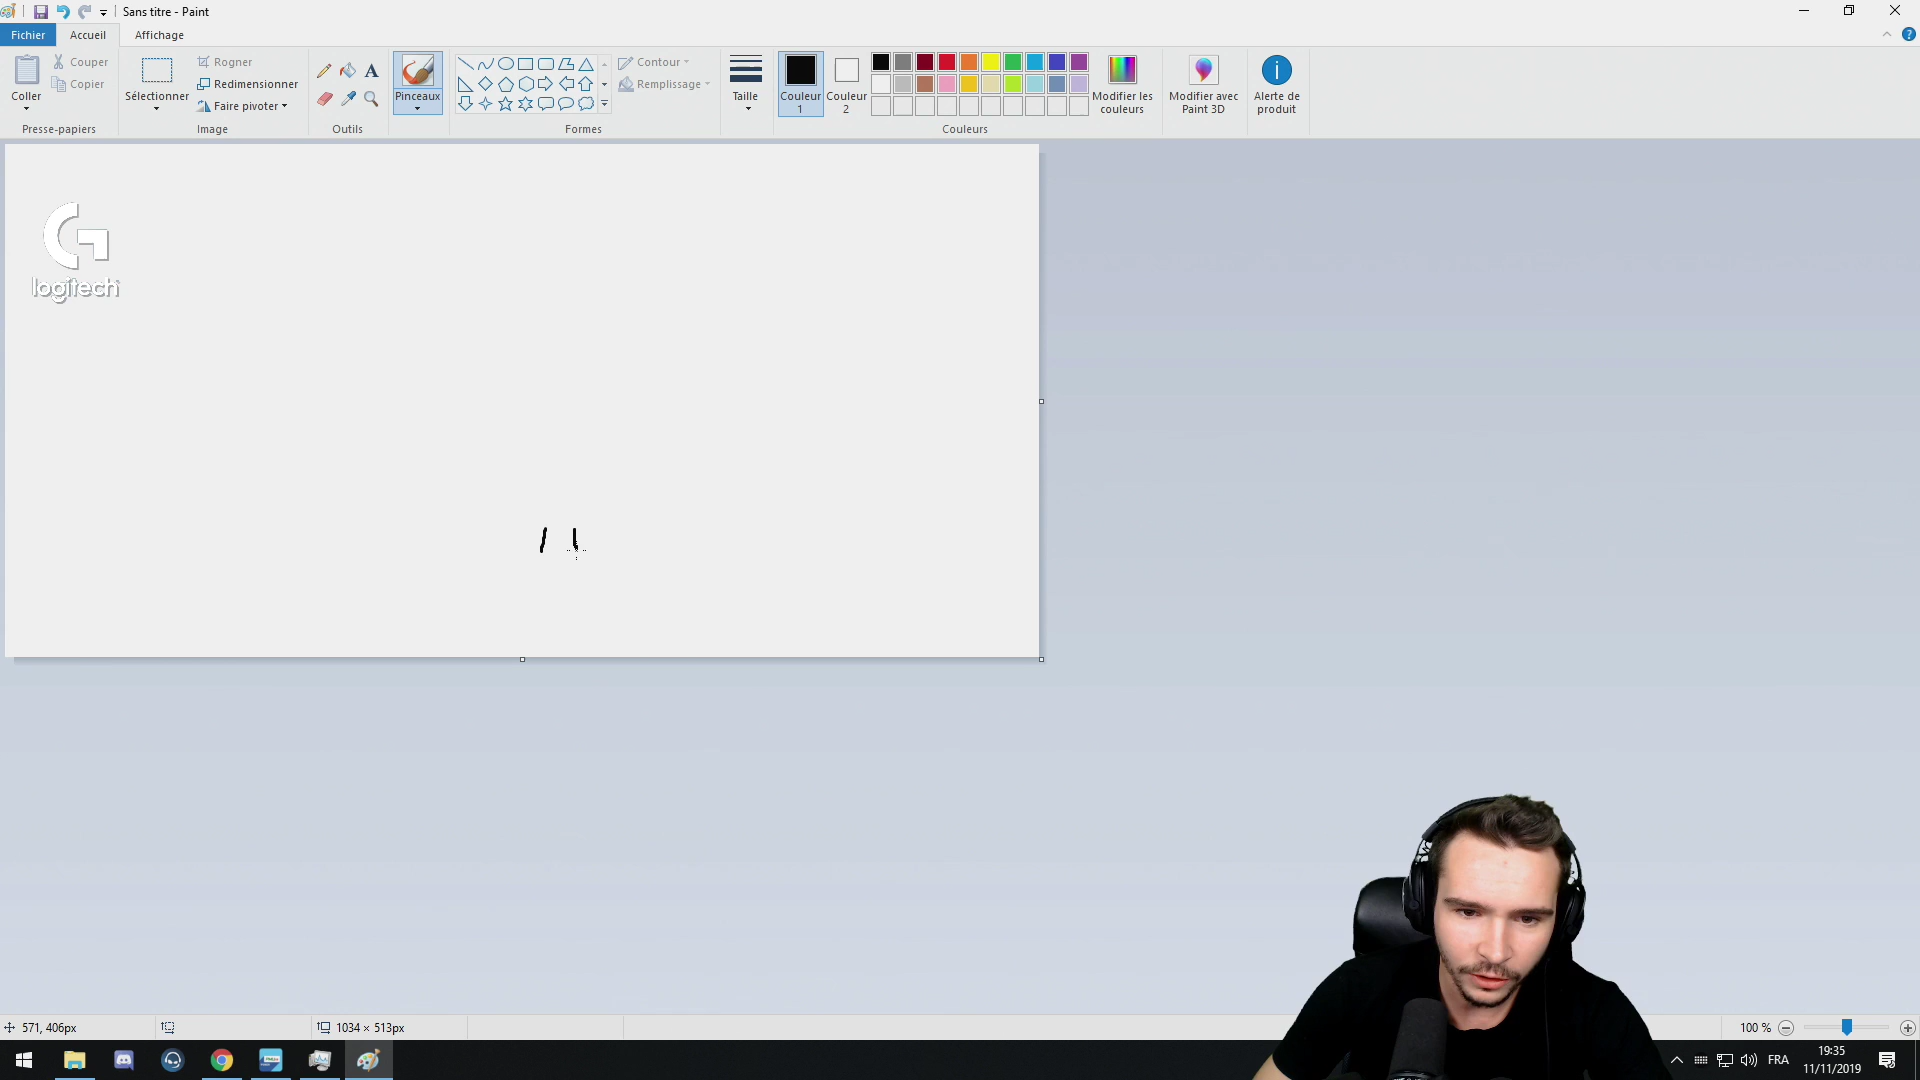 Sans titre - Paint
Fichier Accueil Affichage
Coller
Couper
Copier
Presse-papiers
Sélectionner
Rogner
Redimensionner
Faire pivoter
Image
A
Outils
Pinceaux
Contour
Remplissage
Formes
Taille
Couleur 1
Couleur 2
Modifier les couleurs
Couleurs
Modifier avec Paint 3D
Alerte de produit
G
logitech
571, 406px
1034 × 513px
100 %
FRA
19:35
11/11/2019